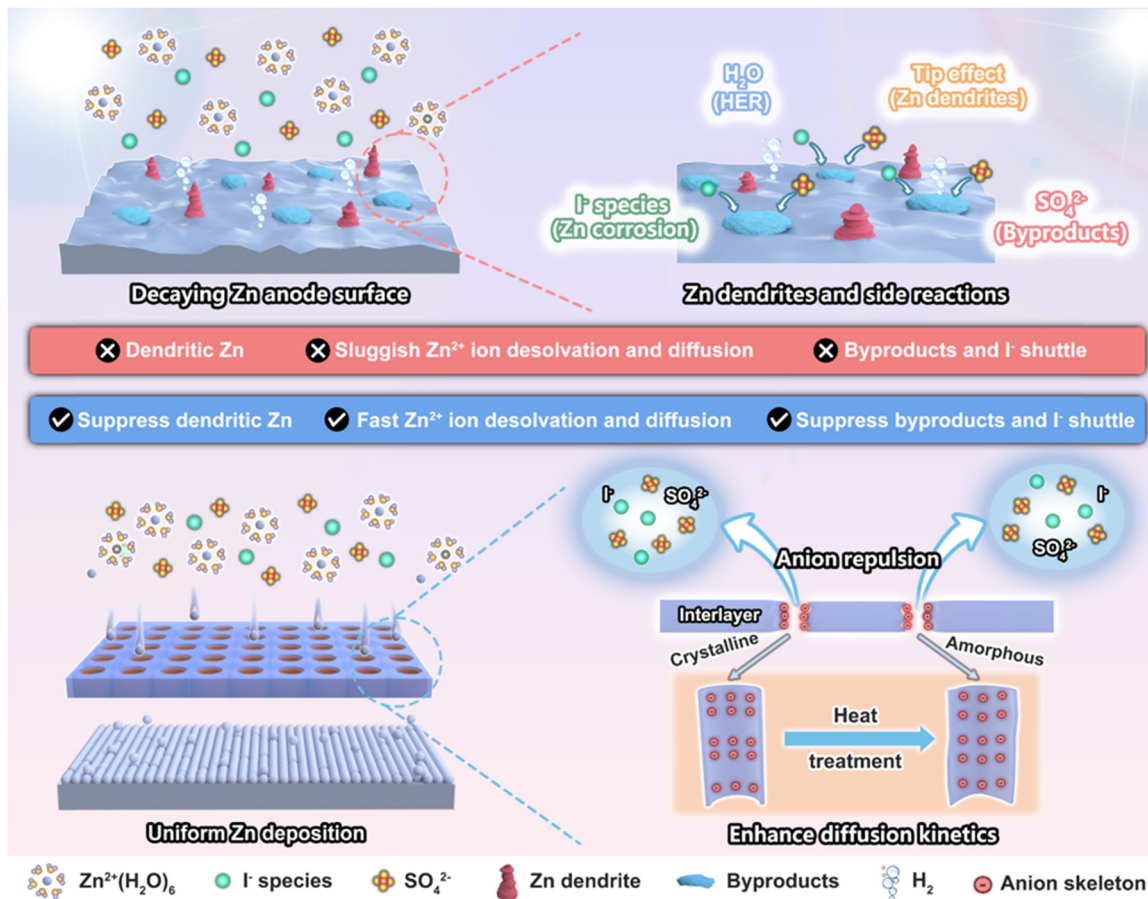 H₂O
(HER)
Tip effect
(Zn dendrites)
I⁻ species
(Zn corrosion)
SO₄²⁻
(Byproducts)
Decaying Zn anode surface
Zn dendrites and side reactions
Dendritic Zn
Sluggish Zn²⁺ ion desolvation and diffusion
Byproducts and I⁻ shuttle
Suppress dendritic Zn
Fast Zn²⁺ ion desolvation and diffusion
Suppress byproducts and I⁻ shuttle
I⁻
SO₄²⁻
I⁻
SO₄²⁻
Anion repulsion
Interlayer
Crystalline
Amorphous
Heat
treatment
Uniform Zn deposition
Enhance diffusion kinetics
Zn²⁺(H₂O)₆
I⁻ species
SO₄²⁻
Zn dendrite
Byproducts
H₂
Anion skeleton